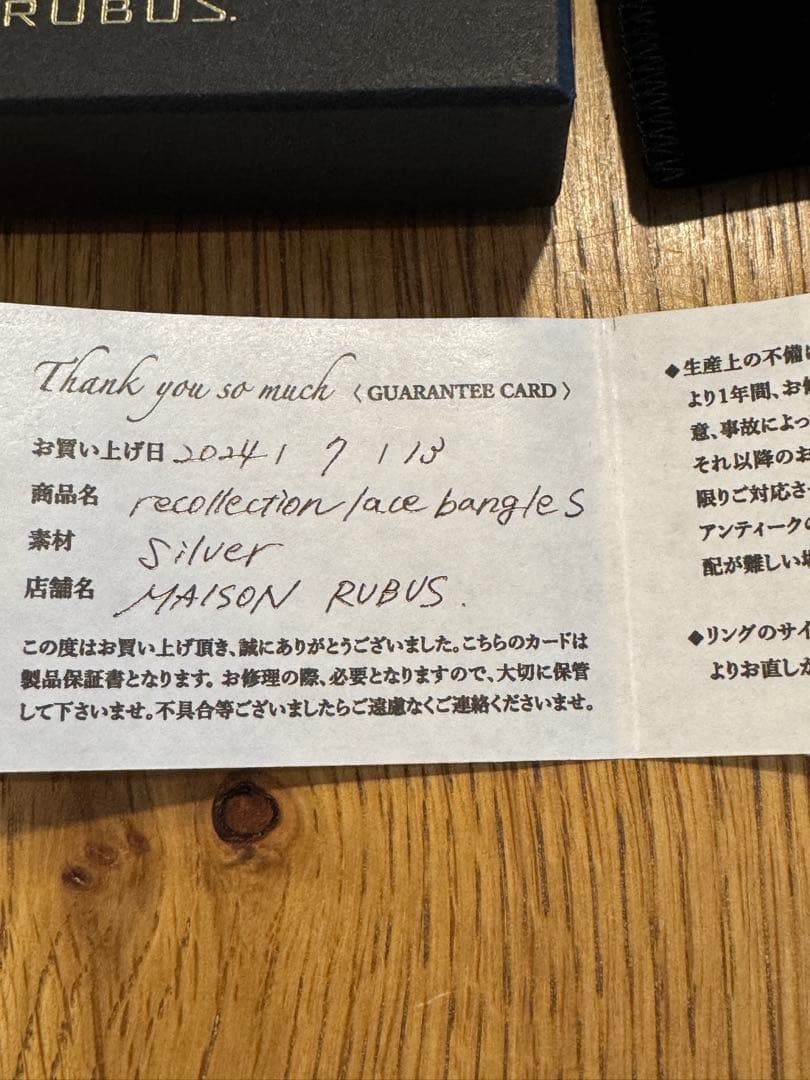 RUBUS.
Thank you so much 〈 GUARANTEE CARD 〉
お買い上げ日 2024 / 7 / 13
商品名 recollection lace bangle S
素材 Silver
店舗名 MAISON RUBUS.
この度はお買い上げ頂き、誠にありがとうございました。こちらのカードは
製品保証書となります。お修理の際、必要となりますので、大切に保管
して下さいませ。不具合等ございましたらご遠慮なくご連絡くださいませ。
◆生産上の不備
より1年間、お
意、事故によっ
それ以降のお
限りご対応さ
アンティーク
配が難しい
◆リングのサイ
よりお直し